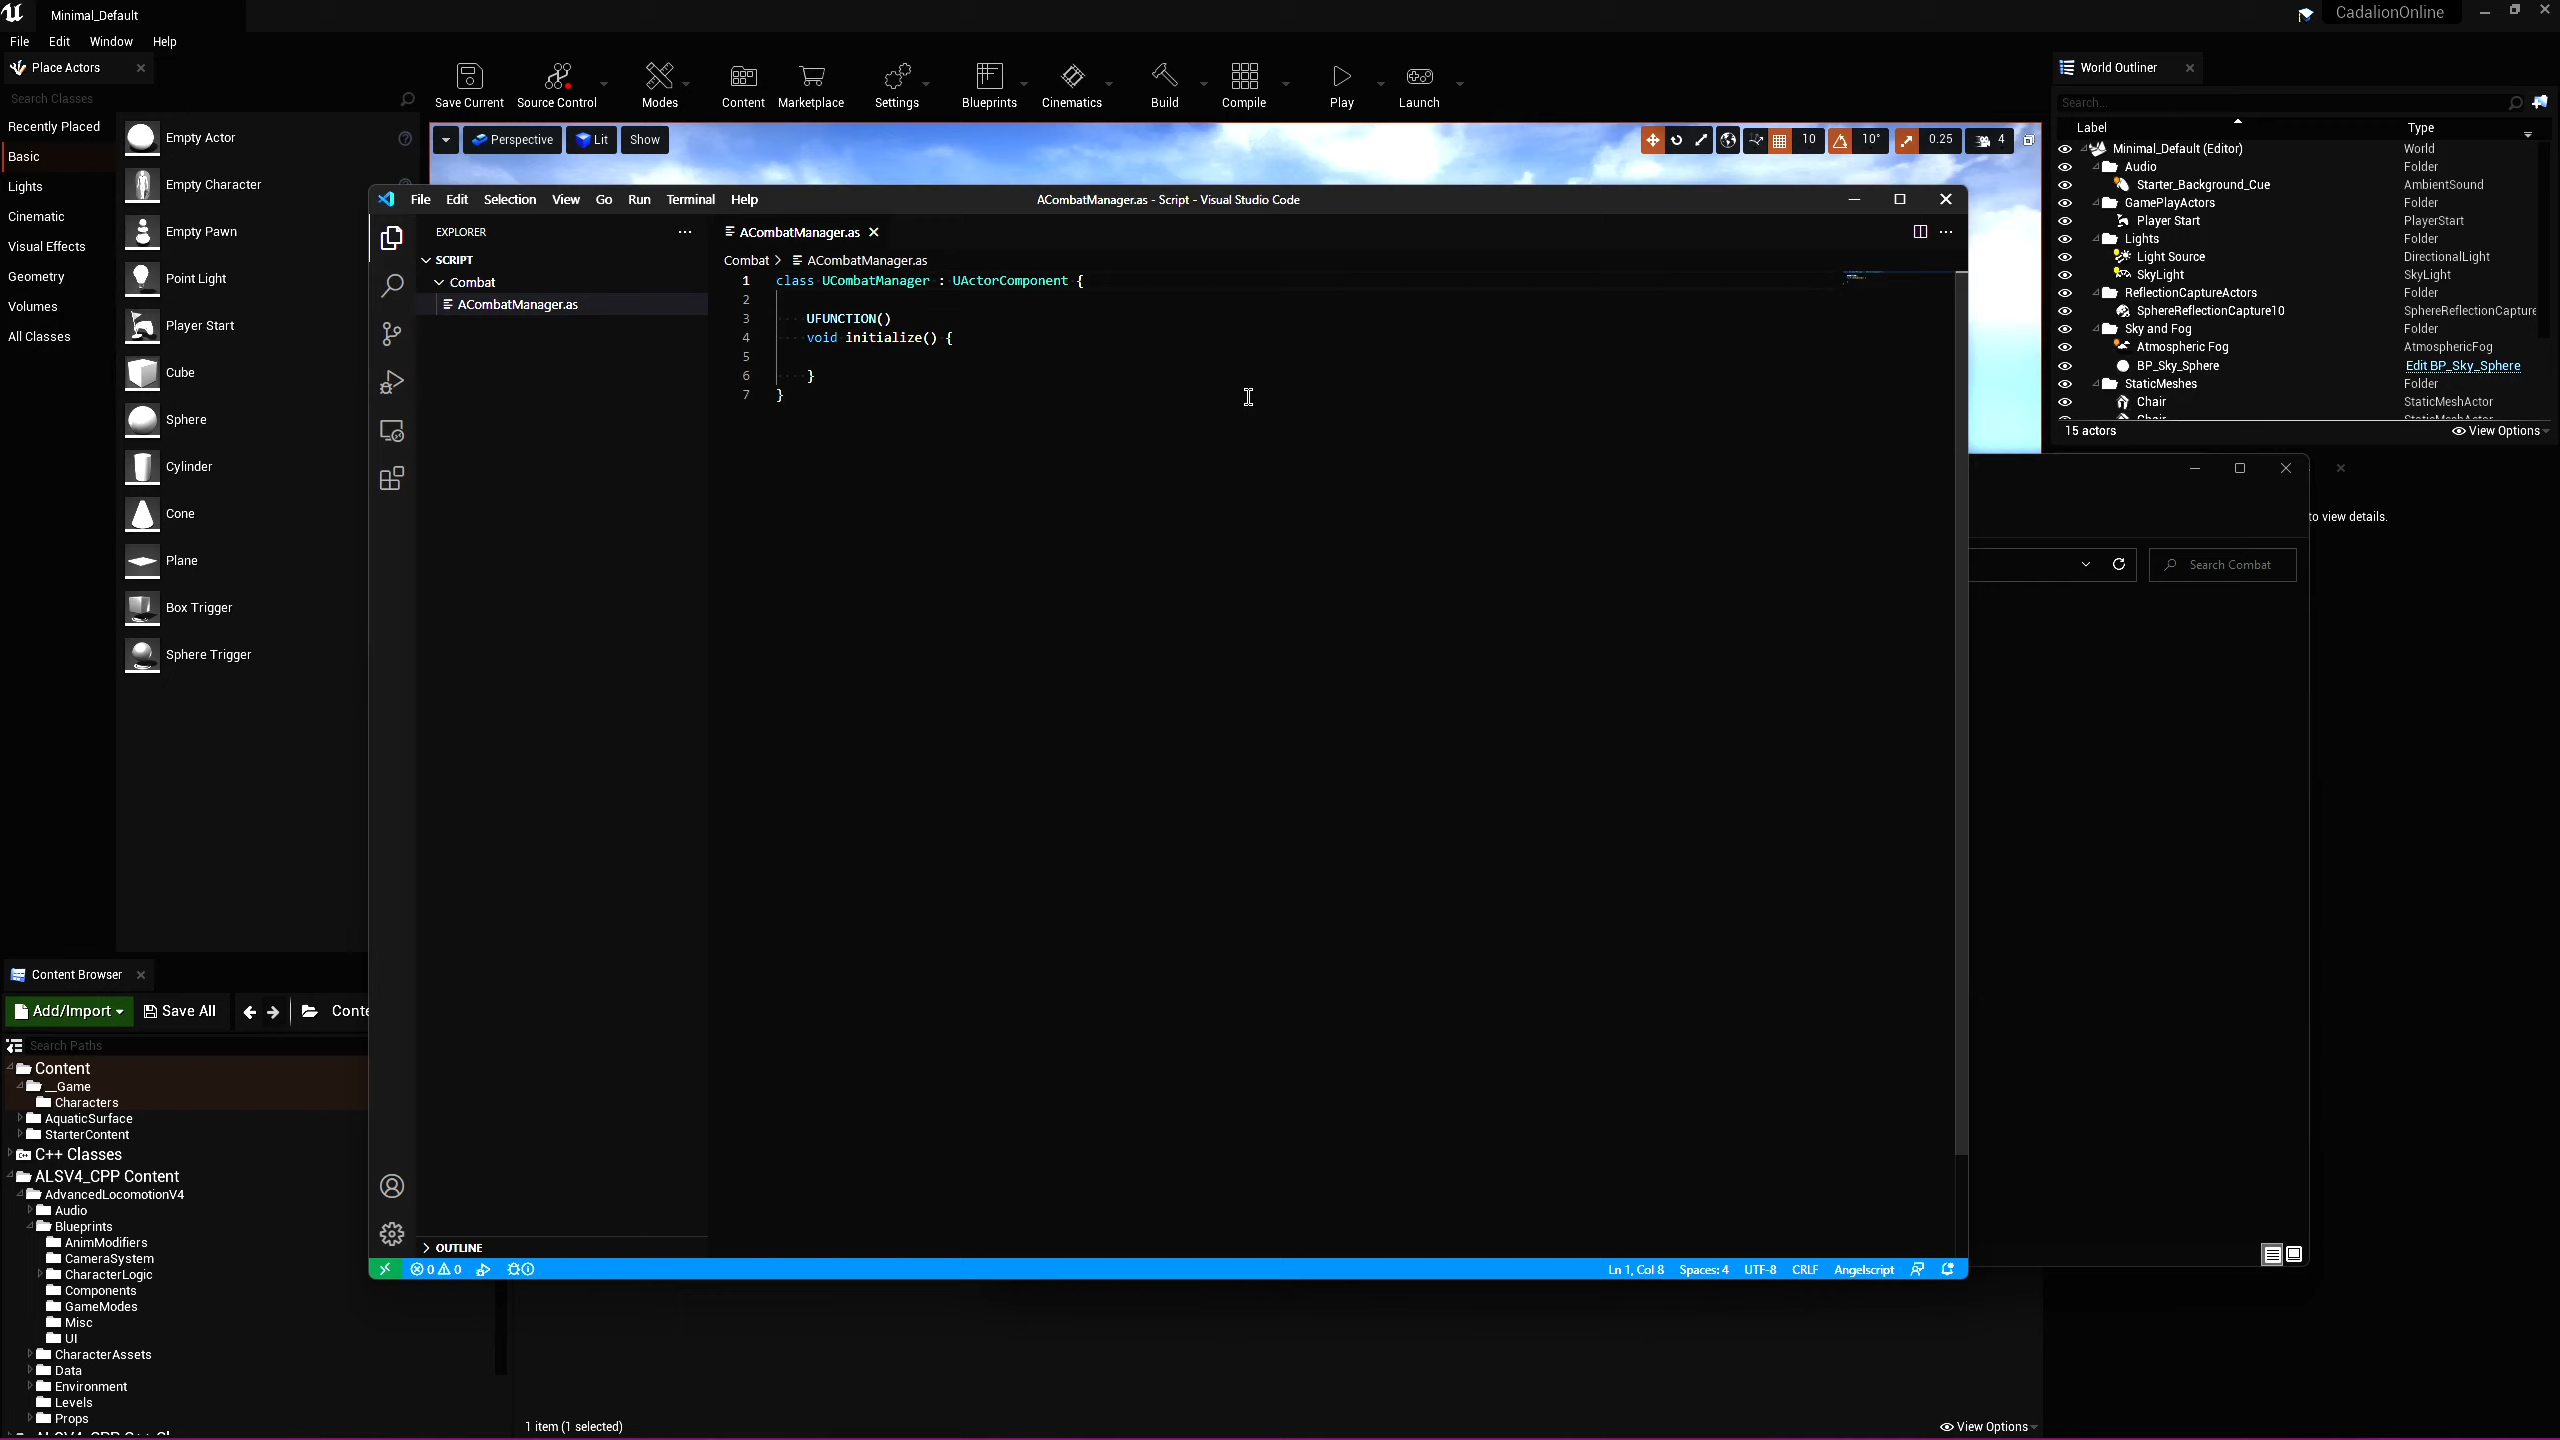 Minimal_Default
CadalionOnline
File Edit Window Help
Place Actors
Search Classes
Recently Placed
Basic
Lights
Cinematic
Visual Effects
Geometry
Volumes
All Classes
Empty Actor
Empty Character
Empty Pawn
Point Light
Player Start
Cube
Sphere
Cylinder
Cone
Plane
Box Trigger
Sphere Trigger
Save Current Source Control Modes Content Marketplace Settings Blueprints Cinematics Build Compile Play Launch
Perspective Lit Show
10 10° 0.25 4
World Outliner
Search...
Label Type
Minimal_Default (Editor) World
Audio Folder
Starter_Background_Cue AmbientSound
GamePlayActors Folder
Player Start PlayerStart
Lights Folder
Light Source DirectionalLight
SkyLight SkyLight
ReflectionCaptureActors Folder
SphereReflectionCapture10 SphereReflectionCapture
Sky and Fog Folder
Atmospheric Fog AtmosphericFog
BP_Sky_Sphere Edit BP_Sky_Sphere
StaticMeshes Folder
Chair StaticMeshActor
Chair StaticMeshActor
15 actors View Options
to view details.
Search Combat
File Edit Selection View Go Run Terminal Help
ACombatManager.as - Script - Visual Studio Code
EXPLORER
SCRIPT
Combat
ACombatManager.as
ACombatManager.as
Combat > ACombatManager.as
1 class UCombatManager : UActorComponent {
2
3 UFUNCTION()
4 void initialize() {
5
6 }
7 }
OUTLINE
0 0
Ln 1, Col 8 Spaces: 4 UTF-8 CRLF Angelscript
Content Browser
Add/Import Save All Conte
Search Paths
Content
__Game
Characters
AquaticSurface
StarterContent
C++ Classes
ALSV4_CPP Content
AdvancedLocomotionV4
Audio
Blueprints
AnimModifiers
CameraSystem
CharacterLogic
Components
GameModes
Misc
UI
CharacterAssets
Data
Environment
Levels
Props
1 item (1 selected)
View Options